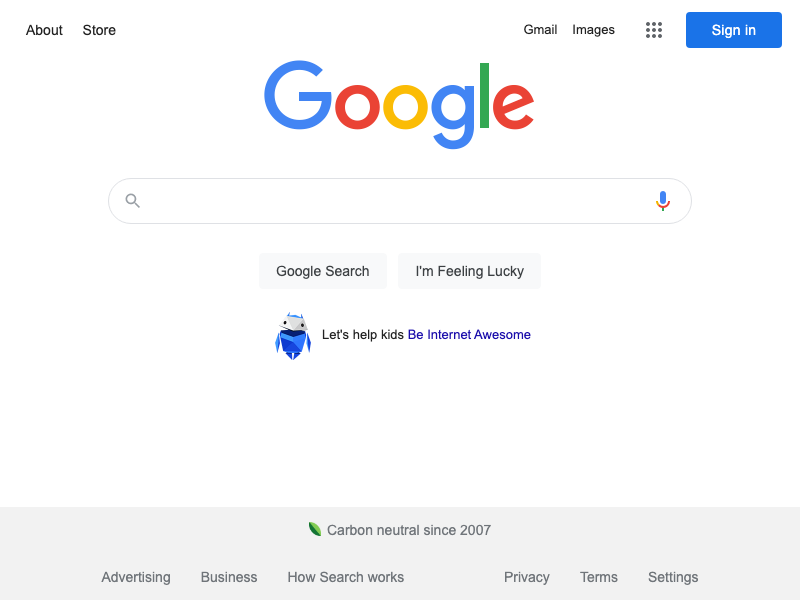 About Store Gmail Images Sign in
Google
Google Search I'm Feeling Lucky
Let's help kids Be Internet Awesome
Carbon neutral since 2007
Advertising Business How Search works Privacy Terms Settings